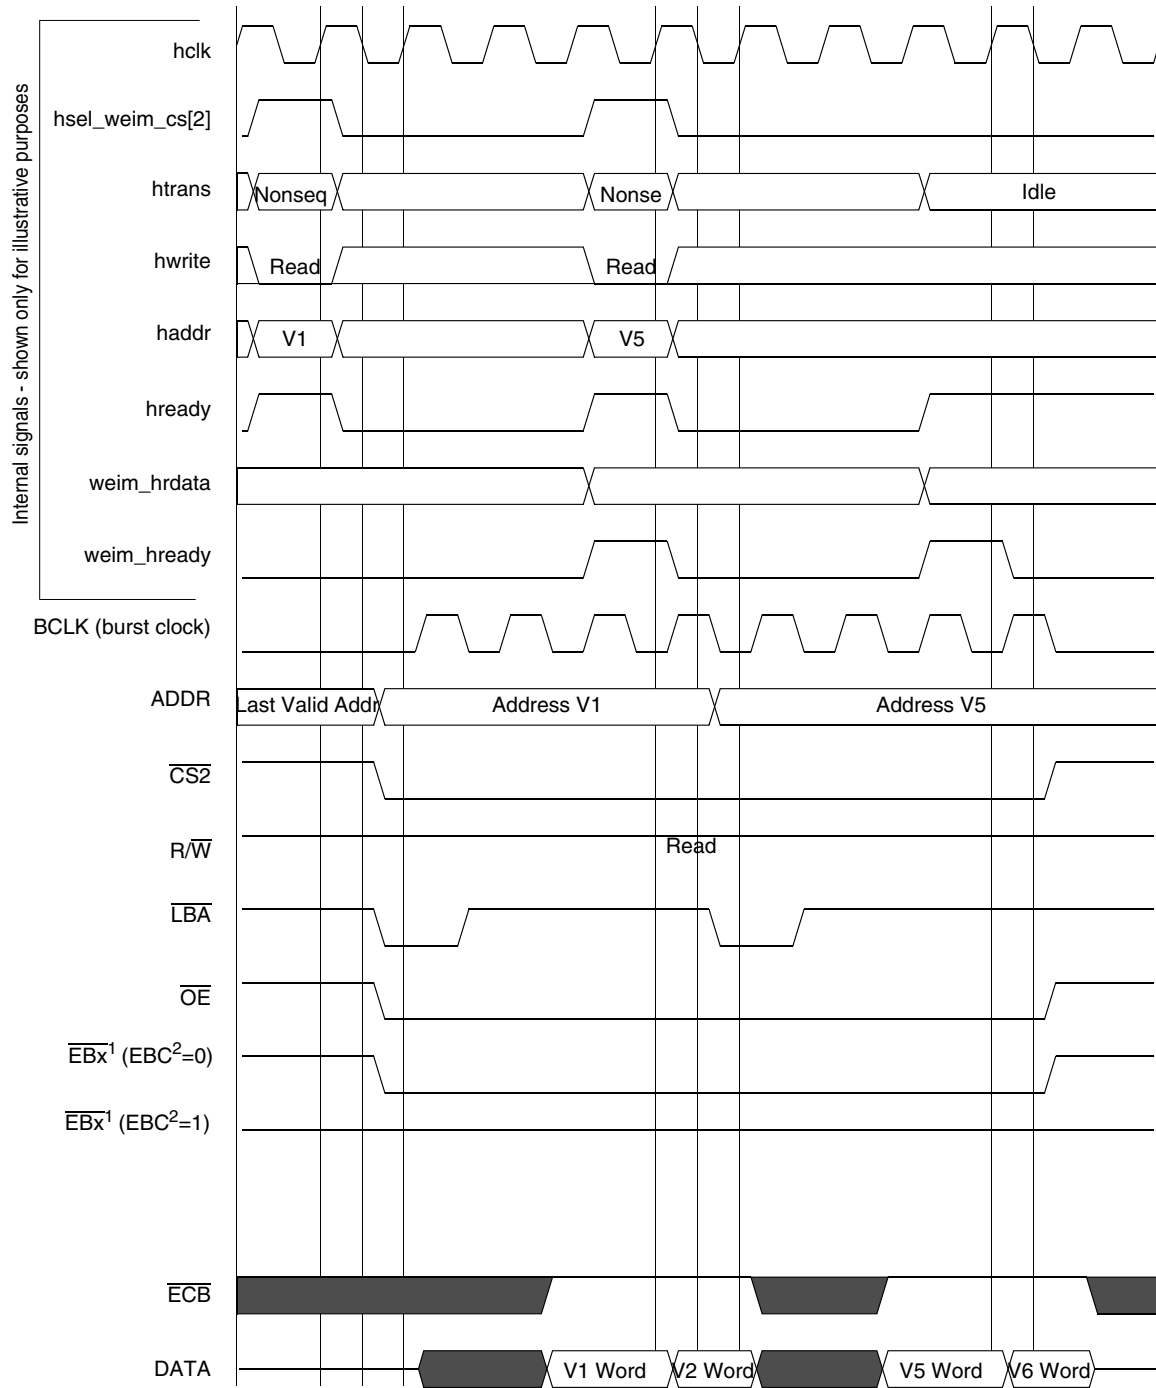 Internal signals - shown only for illustrative purposes
hclk
hsel_weim_cs[2]
htrans Nonseq Nonse Idle
hwrite Read Read
haddr V1 V5
hready
weim_hrdata
weim_hready
BCLK (burst clock)
ADDR Last Valid Addr Address V1 Address V5
CS2
R/W Read
LBA
OE
EBx1 (EBC2=0)
EBx1 (EBC2=1)
ECB
DATA V1 Word V2 Word V5 Word V6 Word